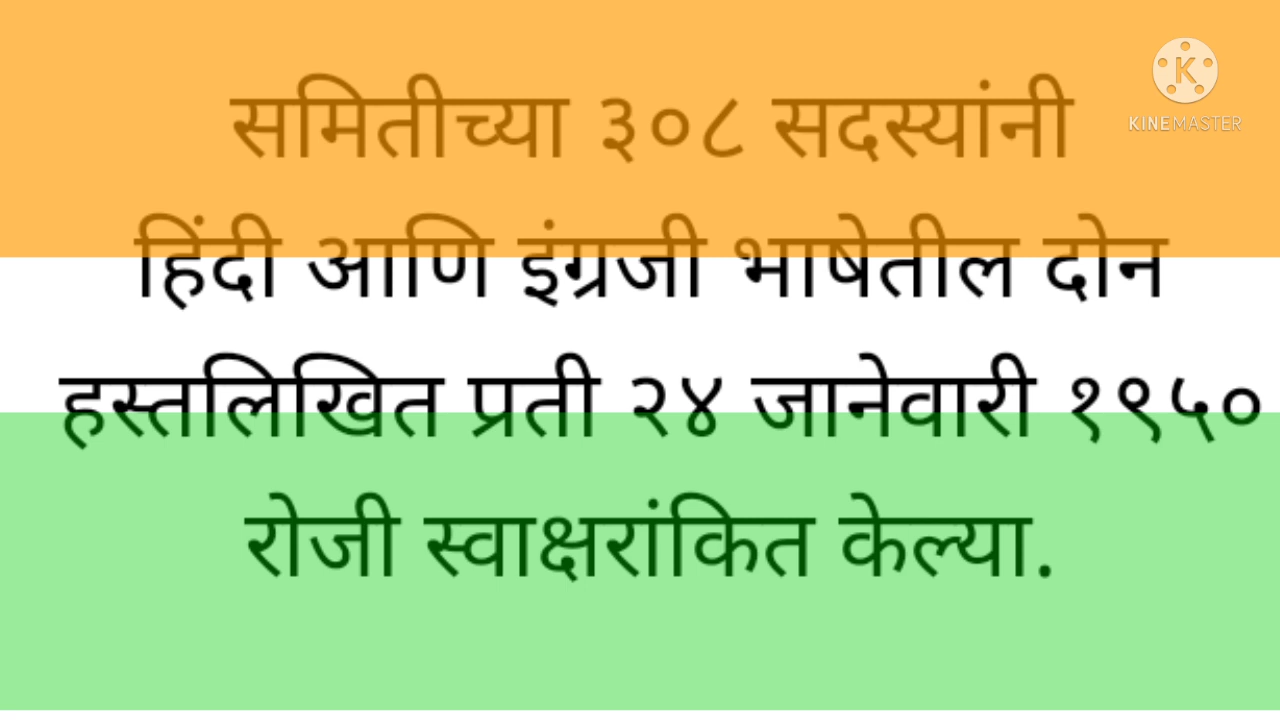 समितीच्या ३०८ सदस्यांनी
हिंदी आणि इंग्रजी भाषेतील दोन
हस्तलिखित प्रती २४ जानेवारी १९५०
रोजी स्वाक्षरांकित केल्या.
K
KINEMASTER